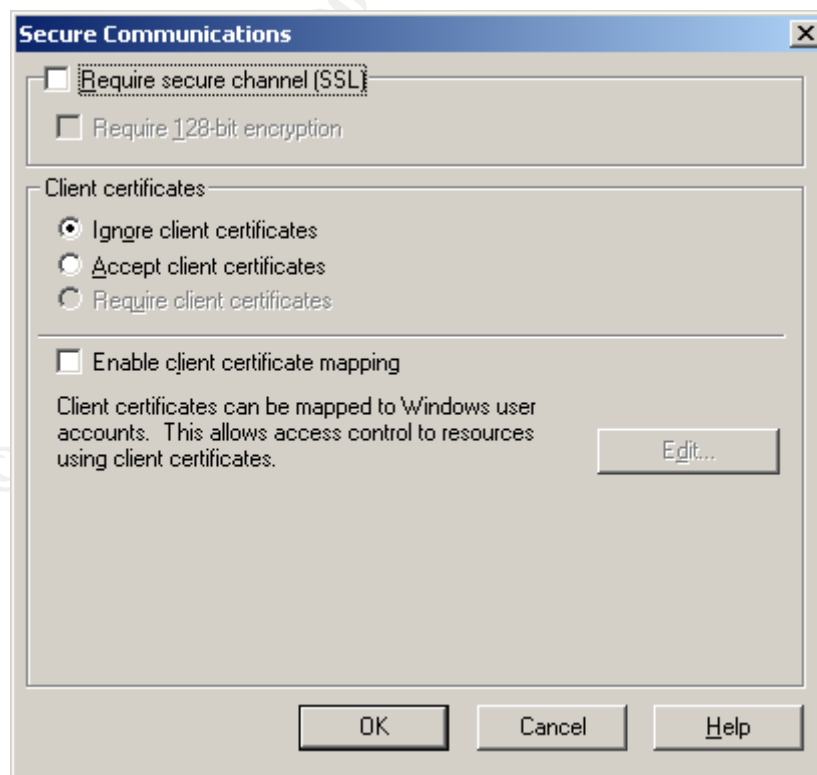 Secure Communications
Require secure channel (SSL)
Require 128-bit encryption
Client certificates
Ignore client certificates
Accept client certificates
Require client certificates
Enable client certificate mapping
Client certificates can be mapped to Windows user
accounts. This allows access control to resources
using client certificates.
Edit...
OK
Cancel
Help